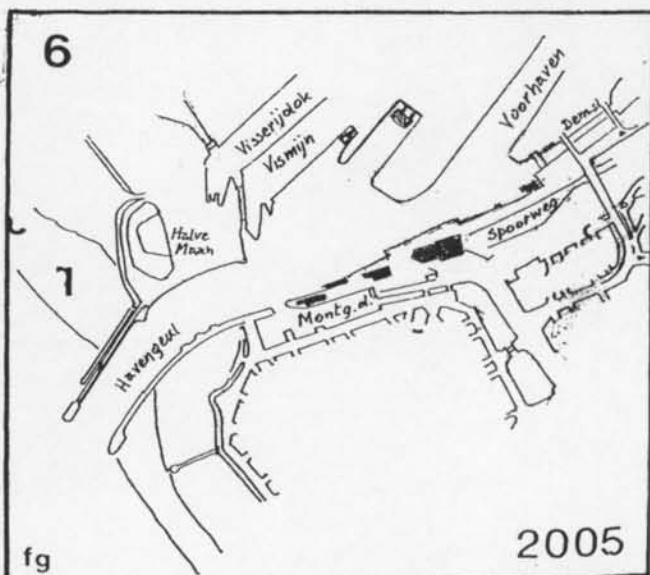 6
Visserijdok
Vismijn
Voorhaven
Halve
Maan
1
Havengeul
Montg.d.
Spoorweg
fg
2005